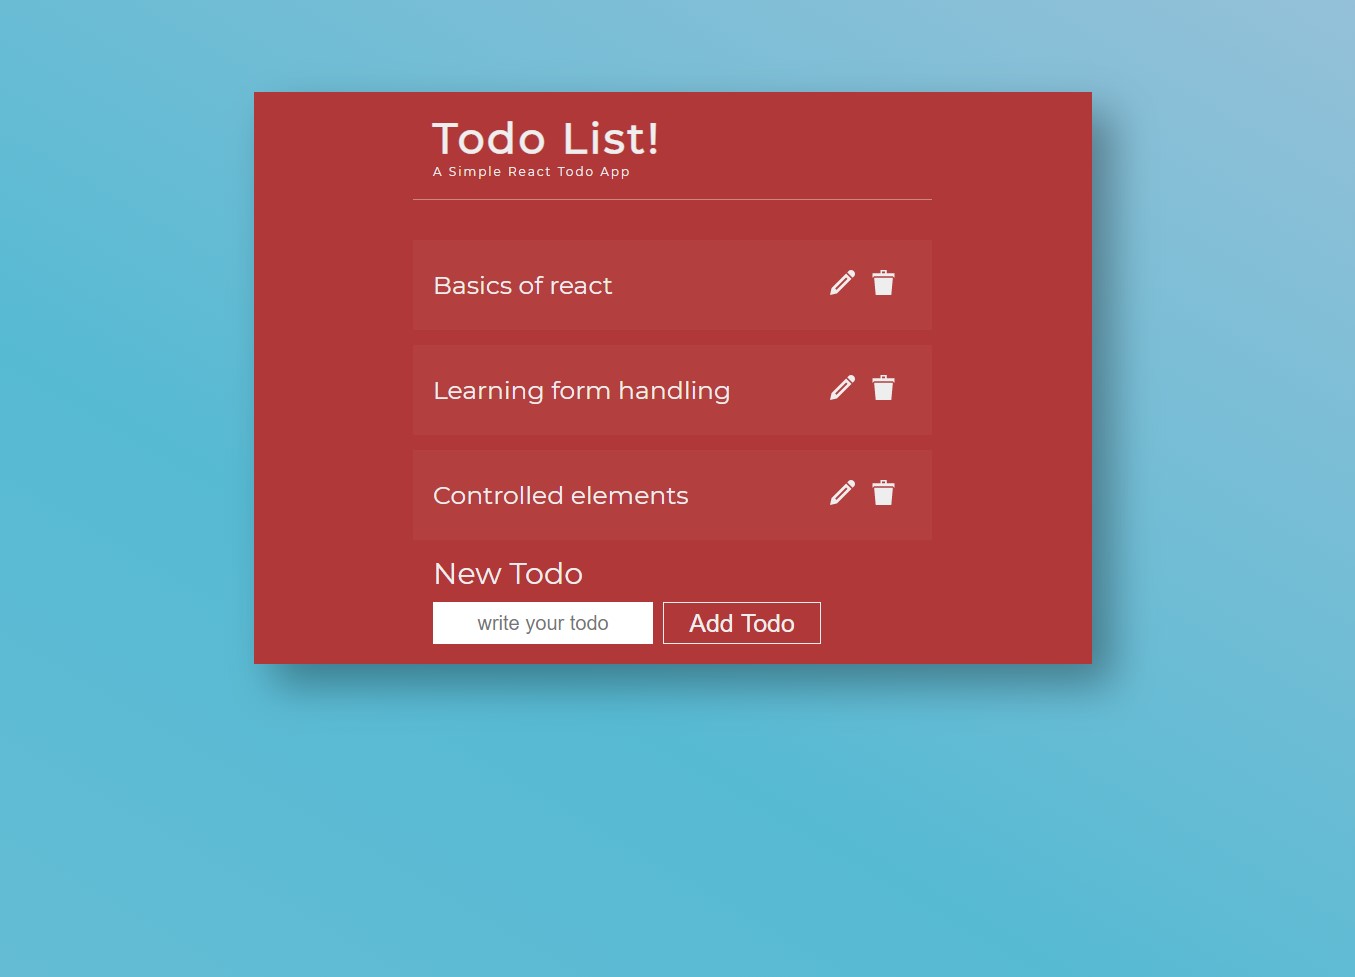 Todo List!
A Simple React Todo App
Basics of react
Learning form handling
Controlled elements
New Todo
write your todo
Add Todo